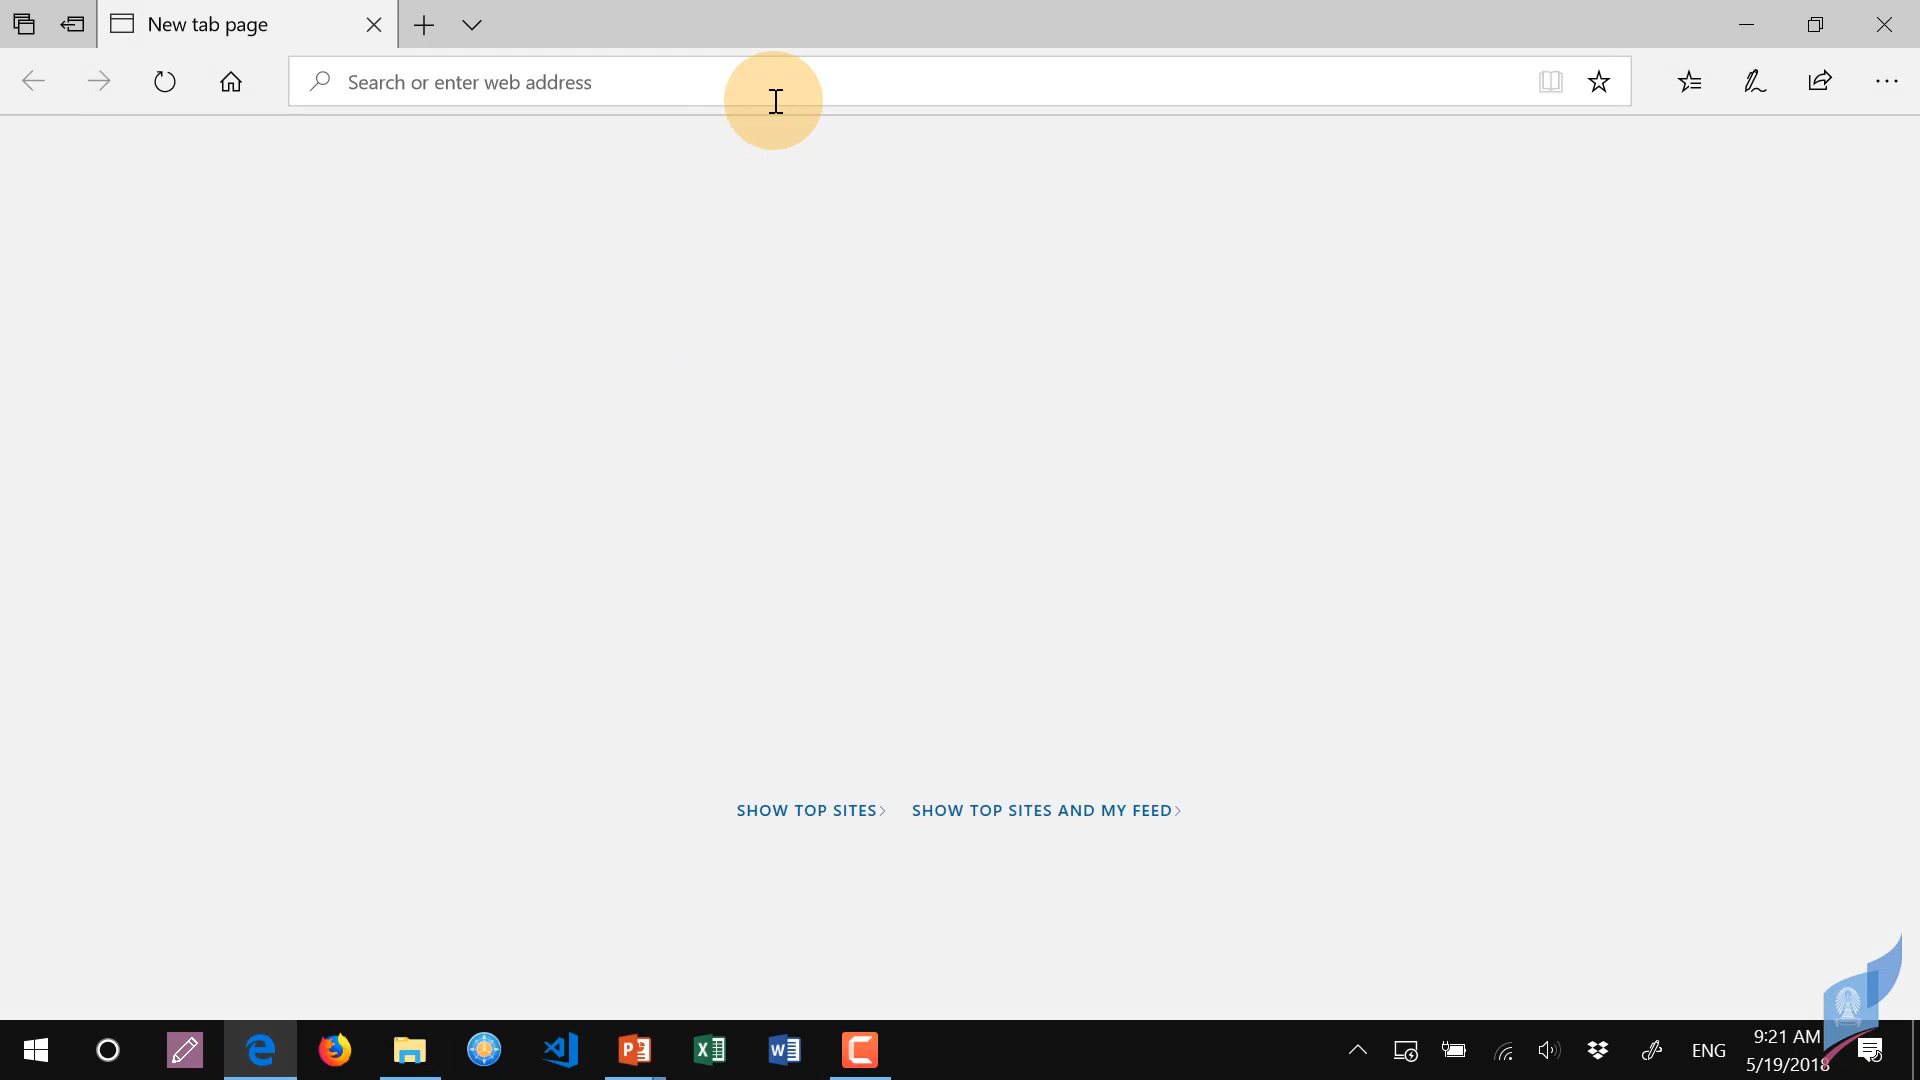 New tab page
Search or enter web address
SHOW TOP SITES
SHOW TOP SITES AND MY FEED
ENG
9:21 AM
5/19/2018